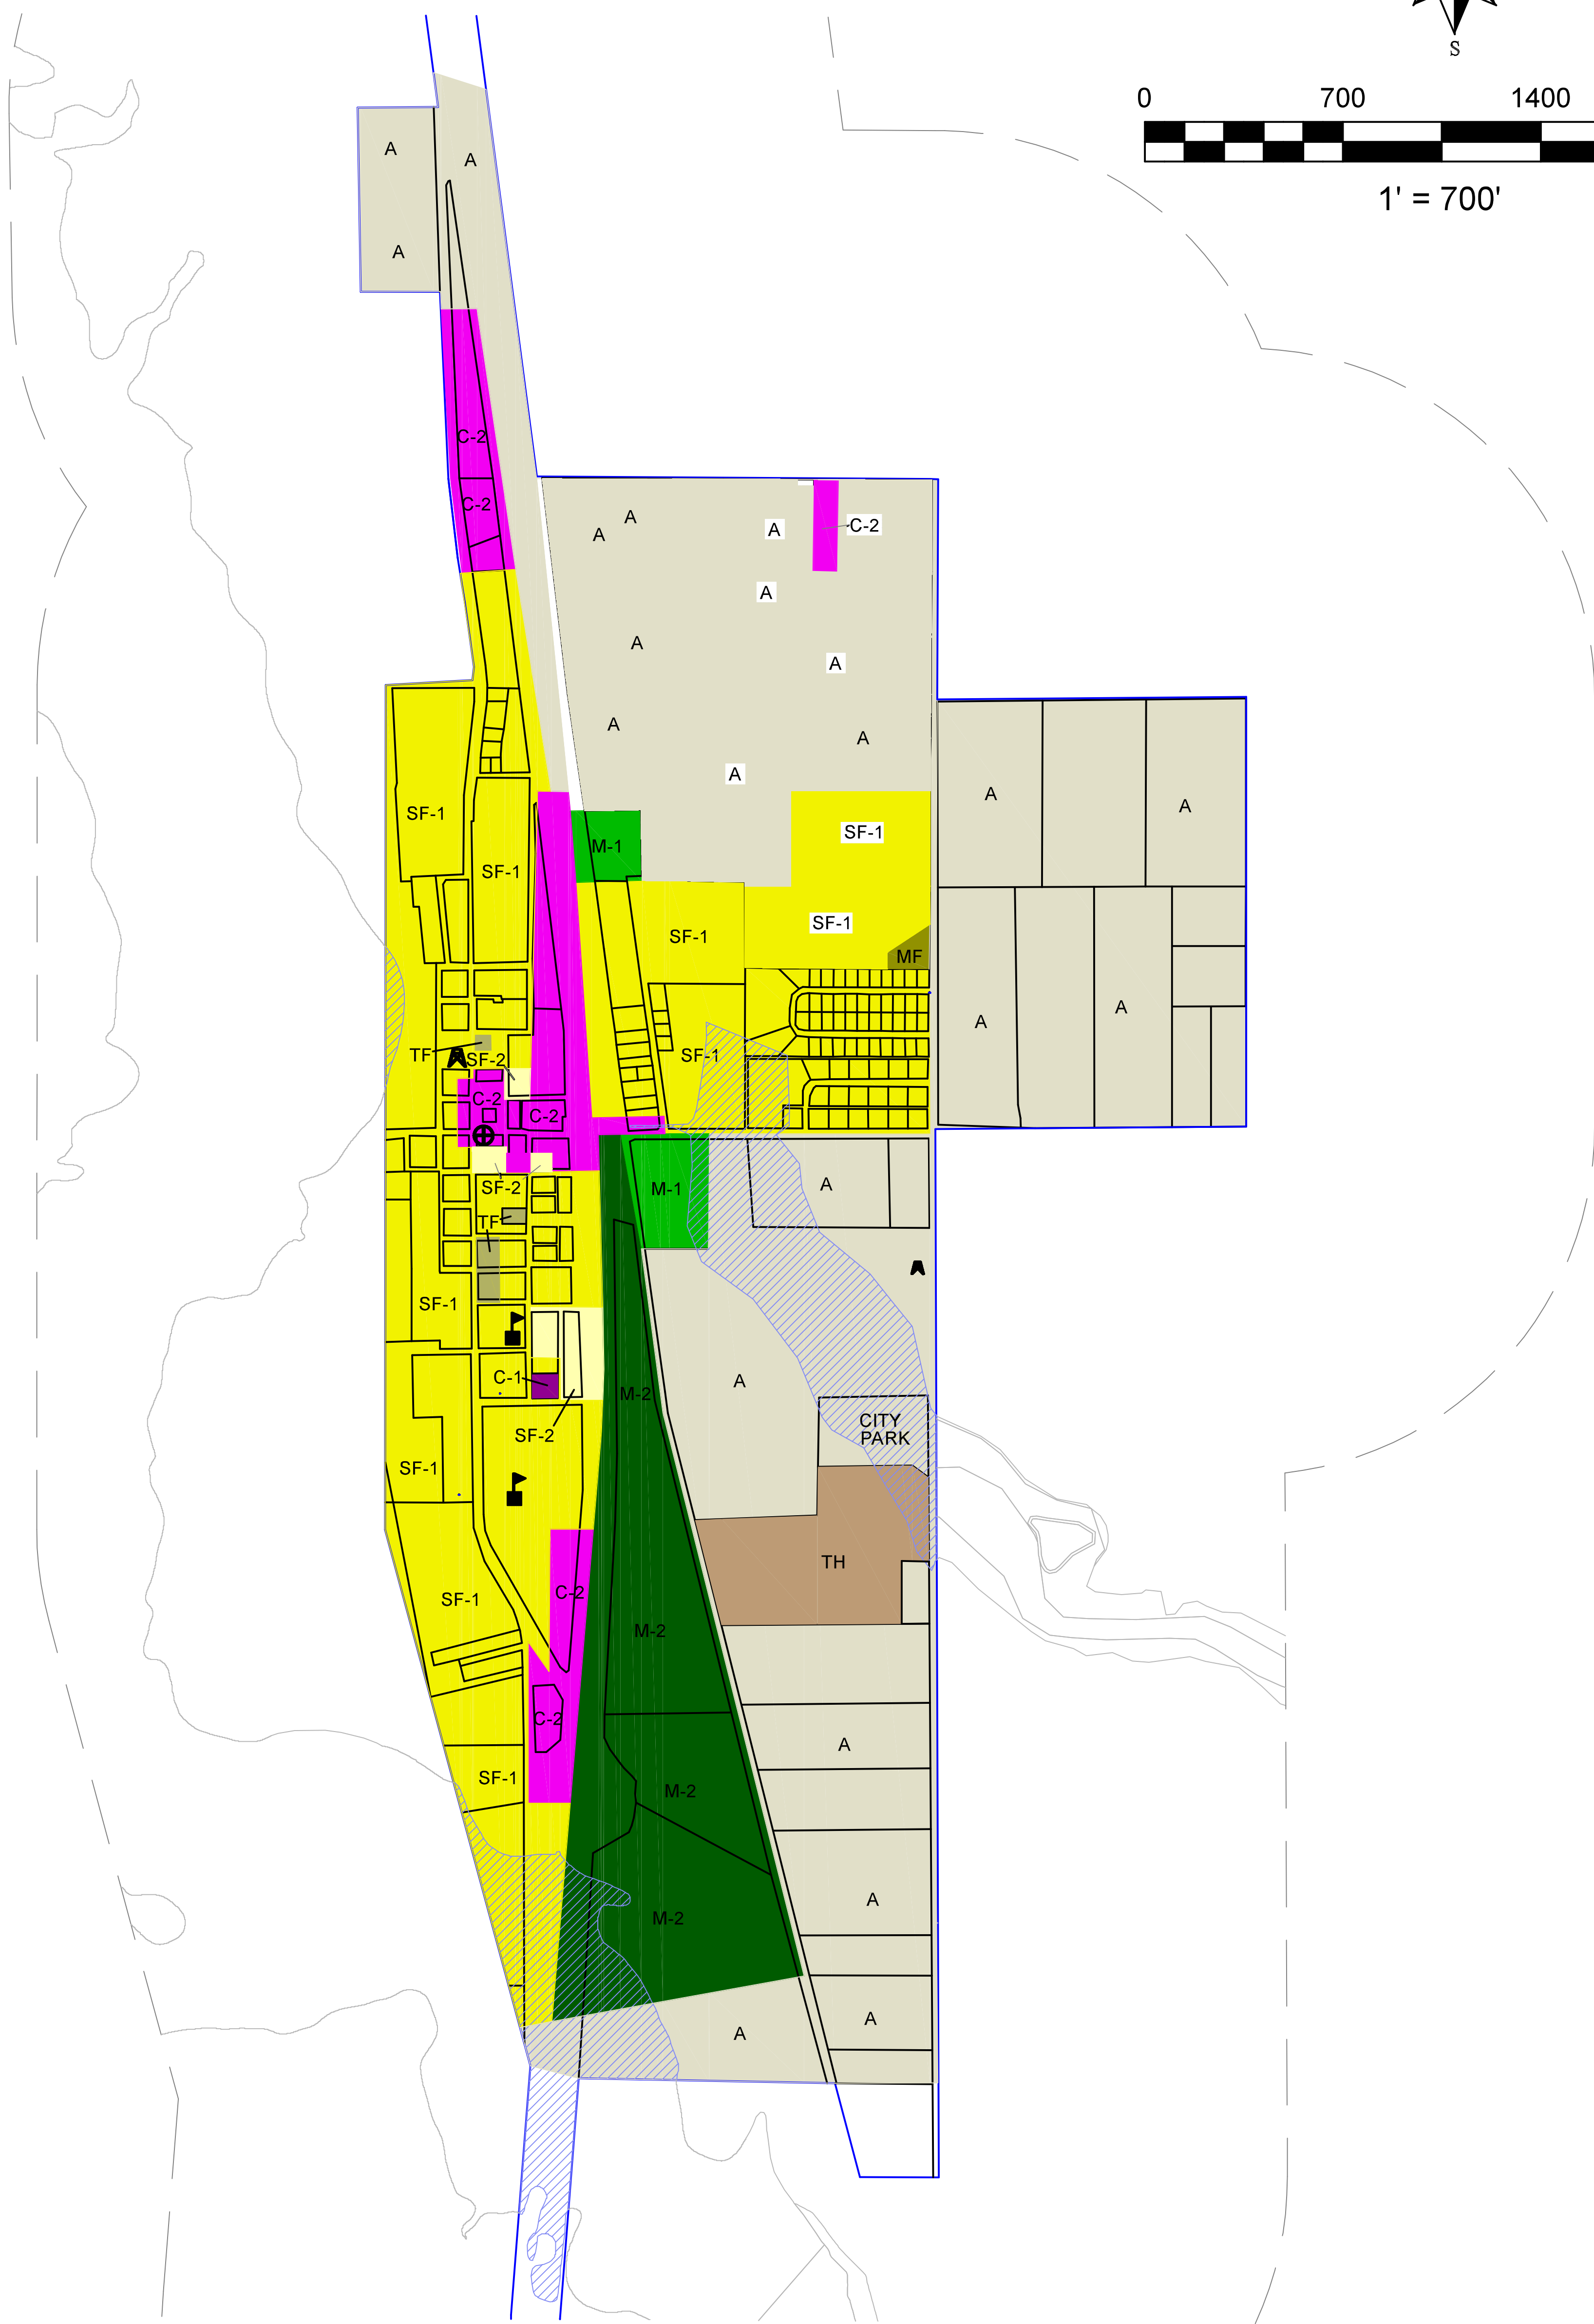 S
0 700 1400
1' = 700'
A
A
A
C-2
C-2
A
A
A
C-2
A
A
A
A
A
A
A
A
SF-1
SF-1
M-1
SF-1
SF-1
SF-1
MF
A
A
TF
SF-2
SF-1
C-2
C-2
SF-2
M-1
A
TF
SF-1
C-1
M-2
A
SF-2
CITY
PARK
SF-1
TH
C-2
SF-1
M-2
C-2
A
SF-1
M-2
A
M-2
A
A